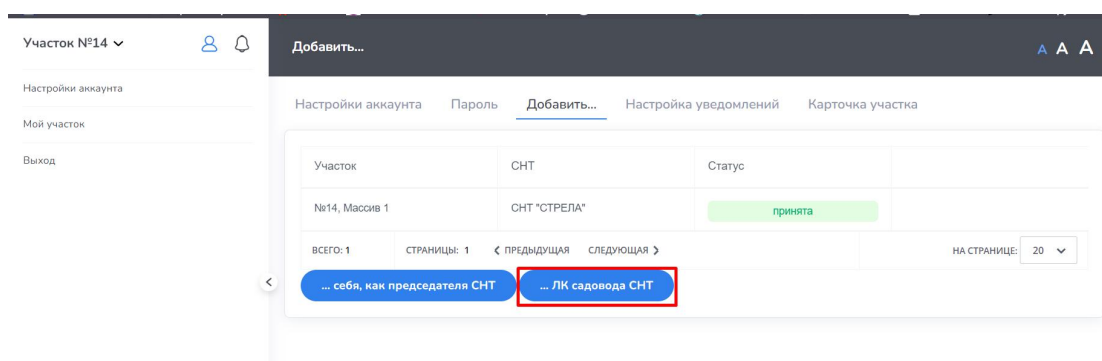 Участок №14
Добавить...
A A A
Настройки аккаунта
Мой участок
Выход
Настройки аккаунта Пароль Добавить... Настройка уведомлений Карточка участка
Участок СНТ Статус
№14, Массив 1 СНТ "СТРЕЛА" принята
ВСЕГО: 1 СТРАНИЦЫ: 1 ПРЕДЫДУЩАЯ СЛЕДУЮЩАЯ НА СТРАНИЦЕ: 20
... себя, как председателя СНТ ... ЛК садовода СНТ